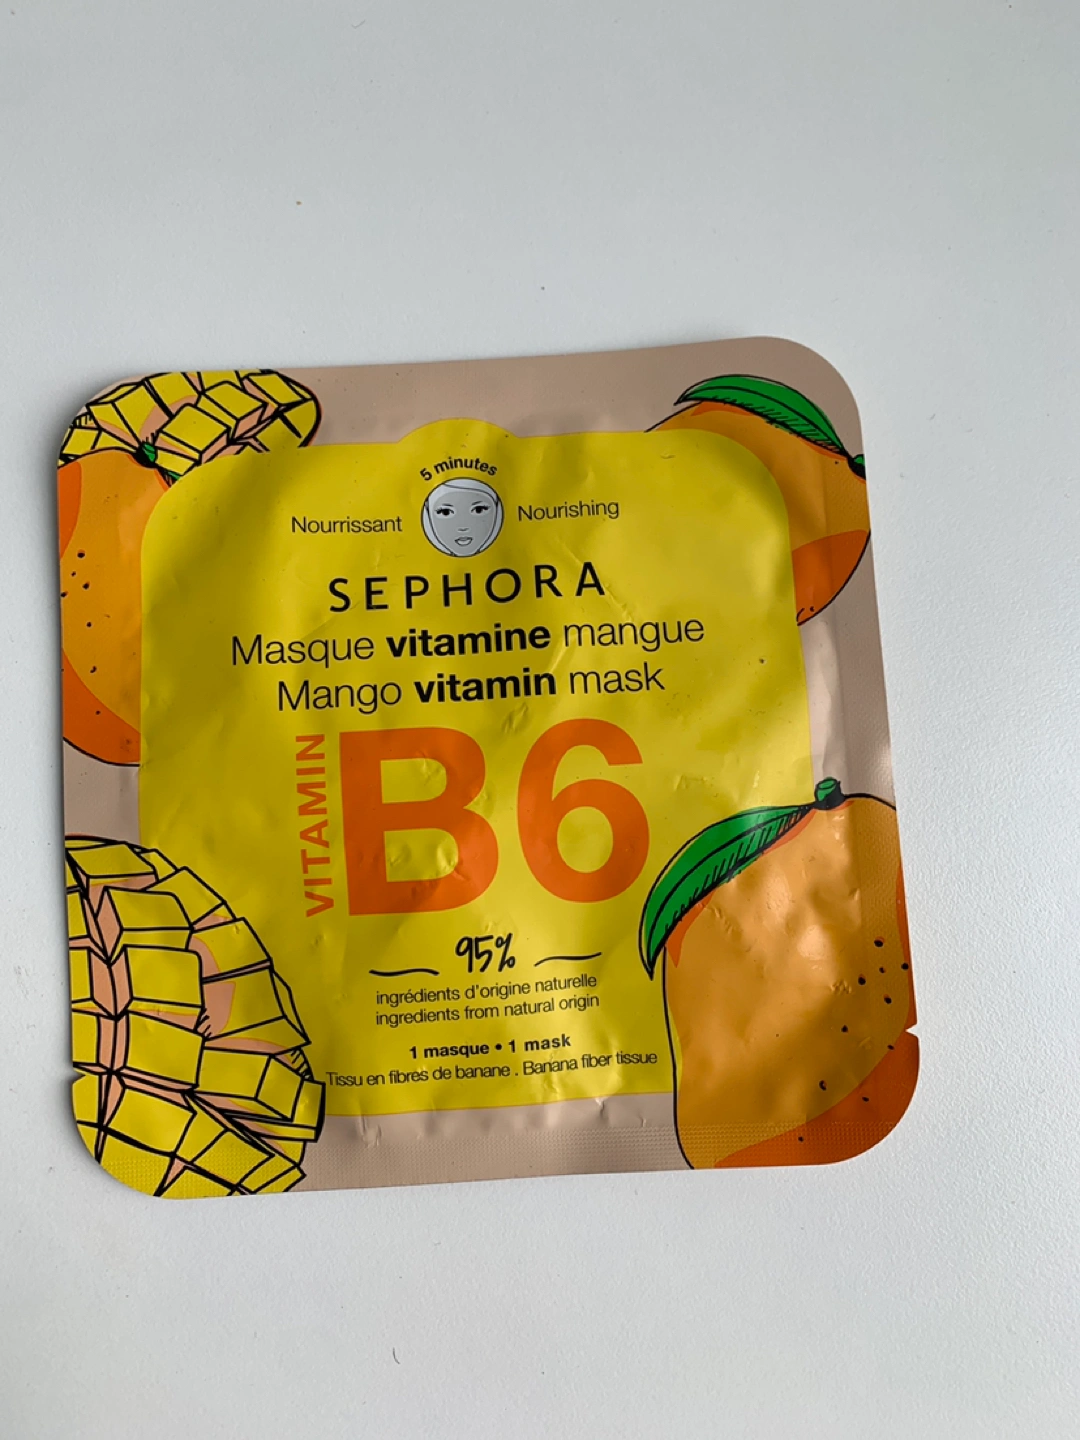 5 minutes
Nourrissant Nourishing
SEPHORA
Masque vitamine mangue
Mango vitamin mask
VITAMIN
B6
95%
ingrédients d'origine naturelle
ingredients from natural origin
1 masque • 1 mask
Tissu en fibres de banane . Banana fiber tissue